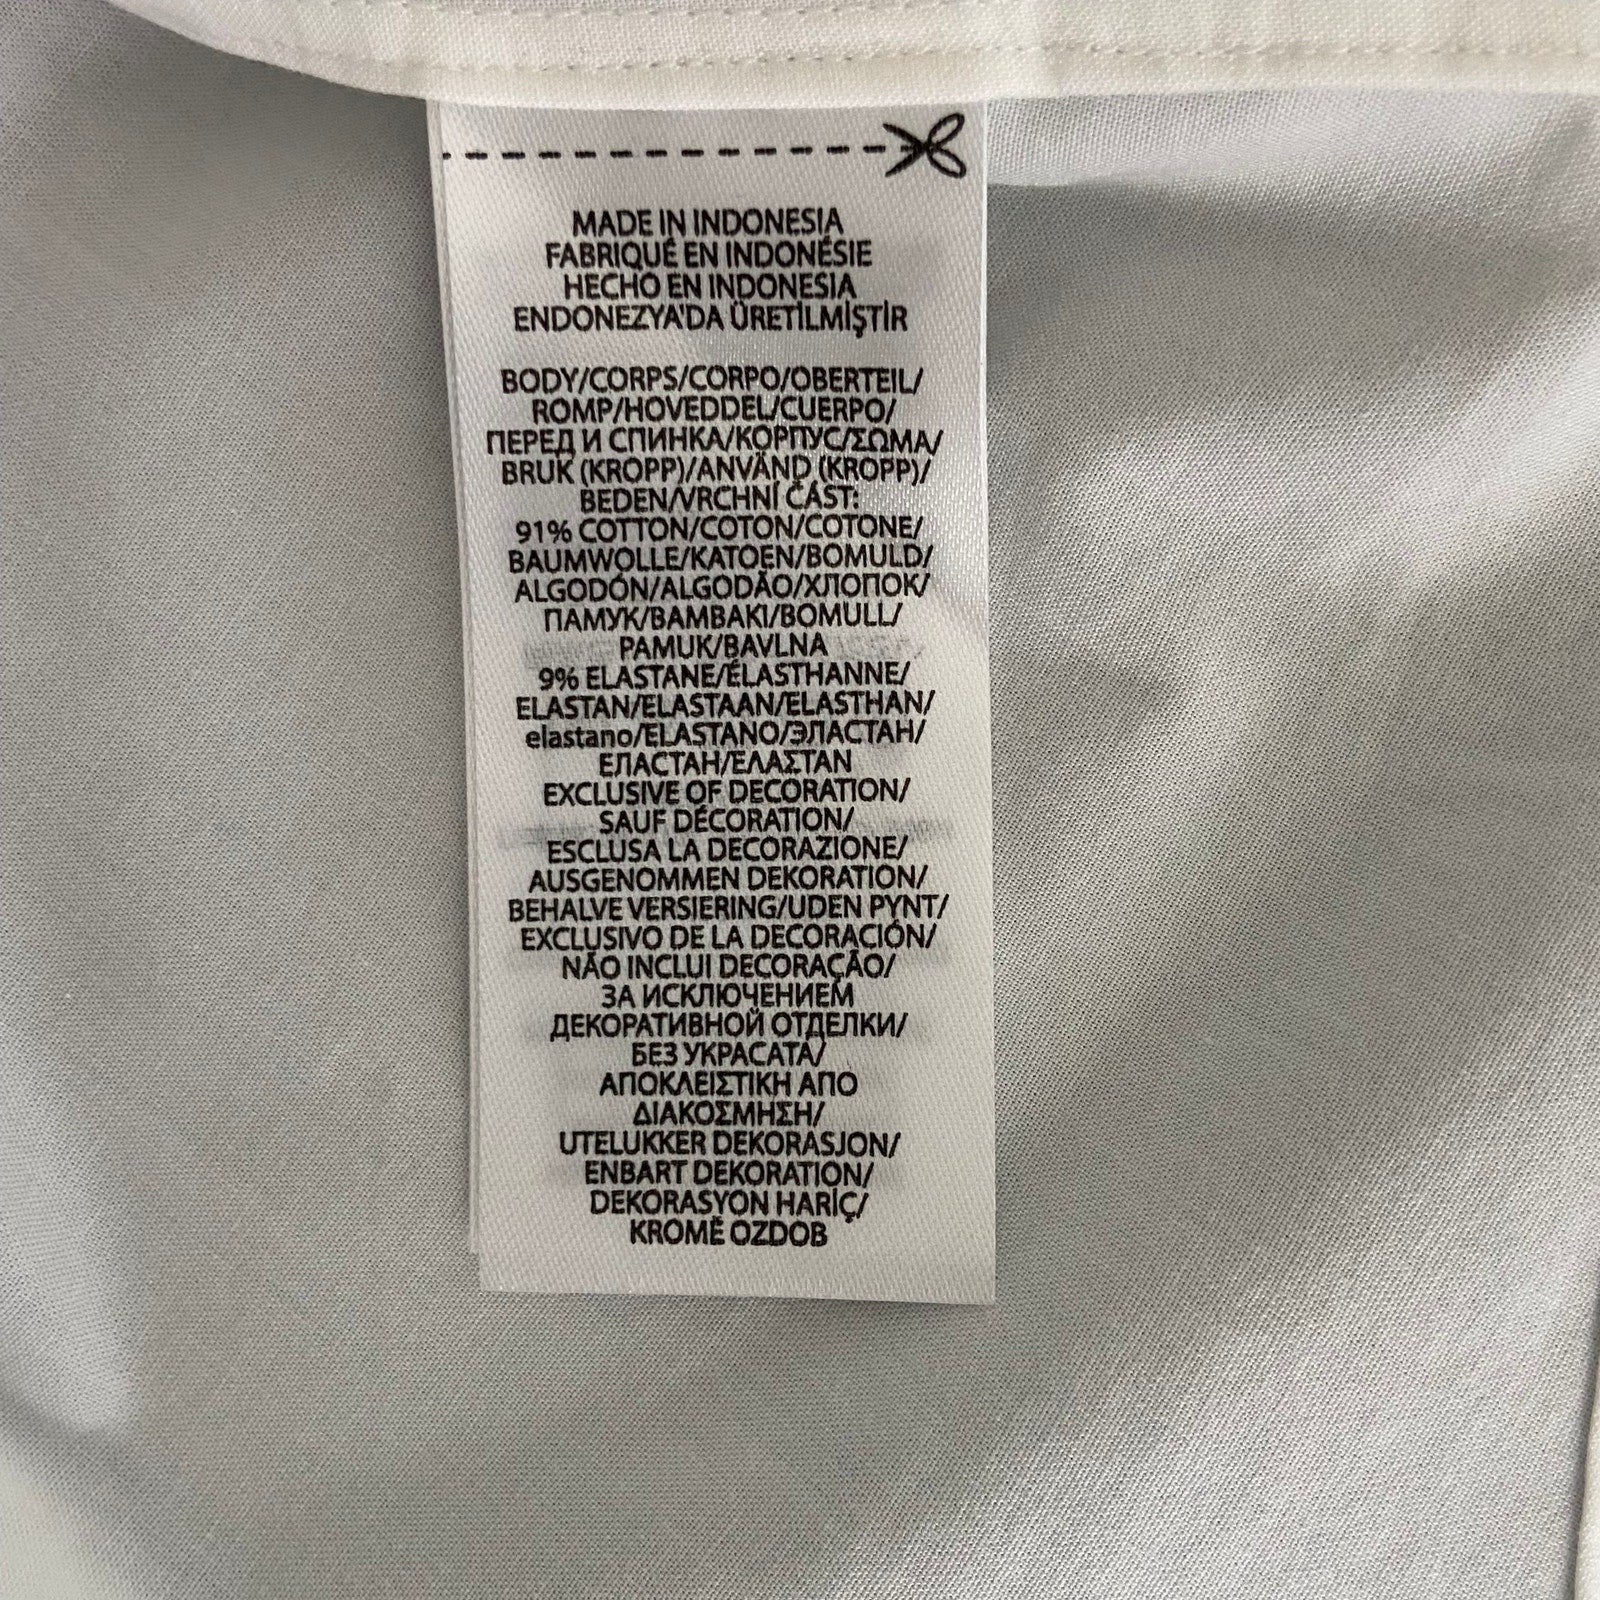 MADE IN INDONESIA
FABRIQUÉ EN INDONÉSIE
HECHO EN INDONESIA
ENDONEZYA'DA ÜRETİLMİŞTİR
BODY/CORPS/CORPO/OBERTEIL/
ROMP/HOVEDDEL/CUERPO/
ПЕРЕД И СПИНКА/КОРПУС/ΣΩΜΑ/
BRUK (KROPP)/ANVÄND (KROPP)/
BEDEN/VRCHNÍ ČÁST:
91% COTTON/COTON/COTONE/
BAUMWOLLE/KATOEN/BOMULD/
ALGODÓN/ALGODÃO/ХЛОПОК/
ПАМУК/ΒΑΜΒΑΚΙ/BOMULL/
PAMUK/BAVLNA
9% ELASTANE/ÉLASTHANNE/
ELASTAN/ELASTAAN/ELASTHAN/
elastano/ELASTANO/ЭЛАСТАН/
ЕЛАСТАН/ΕΛΑΣΤΑΝ
EXCLUSIVE OF DECORATION/
SAUF DÉCORATION/
ESCLUSA LA DECORAZIONE/
AUSGENOMMEN DEKORATION/
BEHALVE VERSIERING/UDEN PYNT/
EXCLUSIVO DE LA DECORACIÓN/
NÃO INCLUI DECORAÇÃO/
ЗА ИСКЛЮЧЕНИЕМ
ДЕКОРАТИВНОЙ ОТДЕЛКИ/
БЕЗ УКРАСАТА/
ΑΠΟΚΛΕΙΣΤΙΚΗ ΑΠΟ
ΔΙΑΚΟΣΜΗΣΗ/
UTELUKKER DEKORASJON/
ENBART DEKORATION/
DEKORASYON HARİÇ/
KROMĚ OZDOB